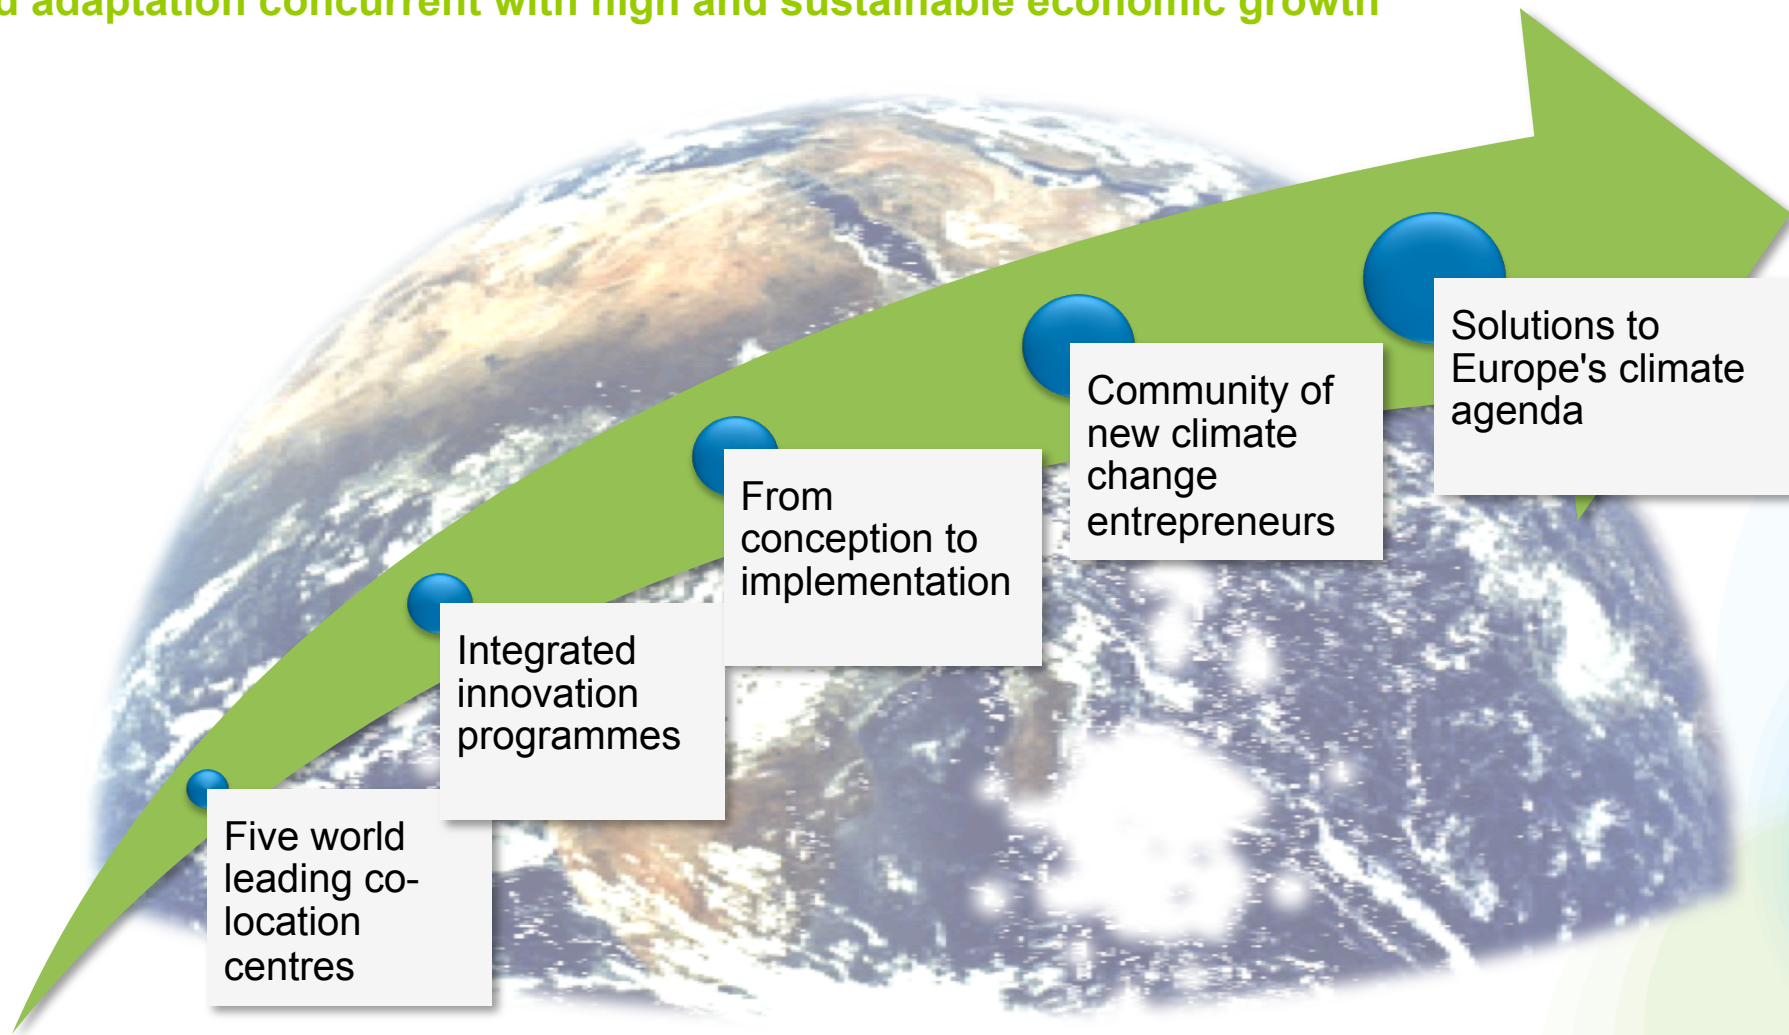 adaptation concurrent with high and sustainable economic growth
Solutions to
Europe's climate
agenda
Community of
new climate
change
entrepreneurs
From
conception to
implementation
Integrated
innovation
programmes
Five world
leading co-
location
centres